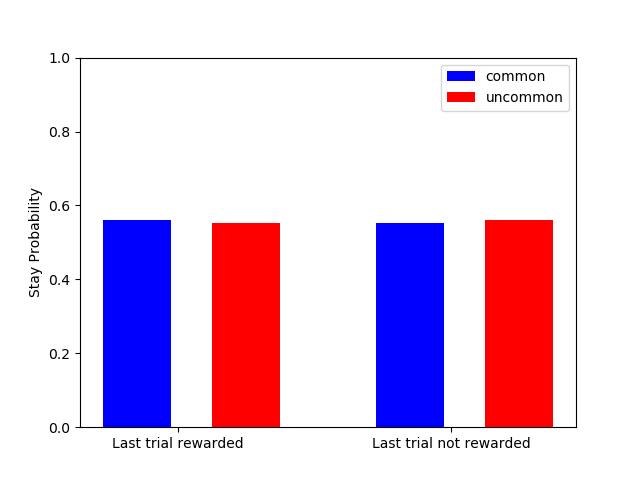 1.0
0.8
0.6
0.4
0.2
0.0
Stay Probability
common
uncommon
Last trial rewarded
Last trial not rewarded